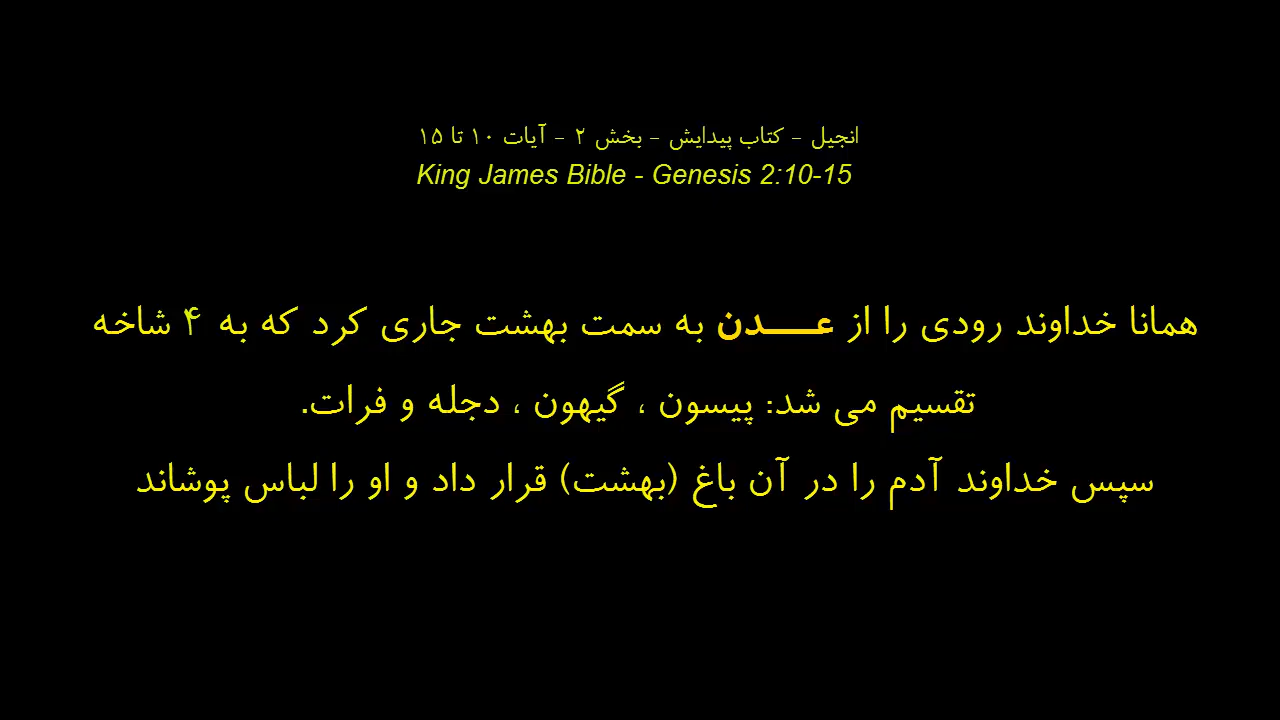 انجیل - کتاب پیدایش - بخش ۲ - آیات ۱۰ تا ۱۵
King James Bible - Genesis 2:10-15
همانا خداوند رودی را از عـــدن به سمت بهشت جاری کرد که به ۴ شاخه
تقسیم می شد: پیسون ، گیهون ، دجله و فرات.
سپس خداوند آدم را در آن باغ (بهشت) قرار داد و او را لباس پوشاند